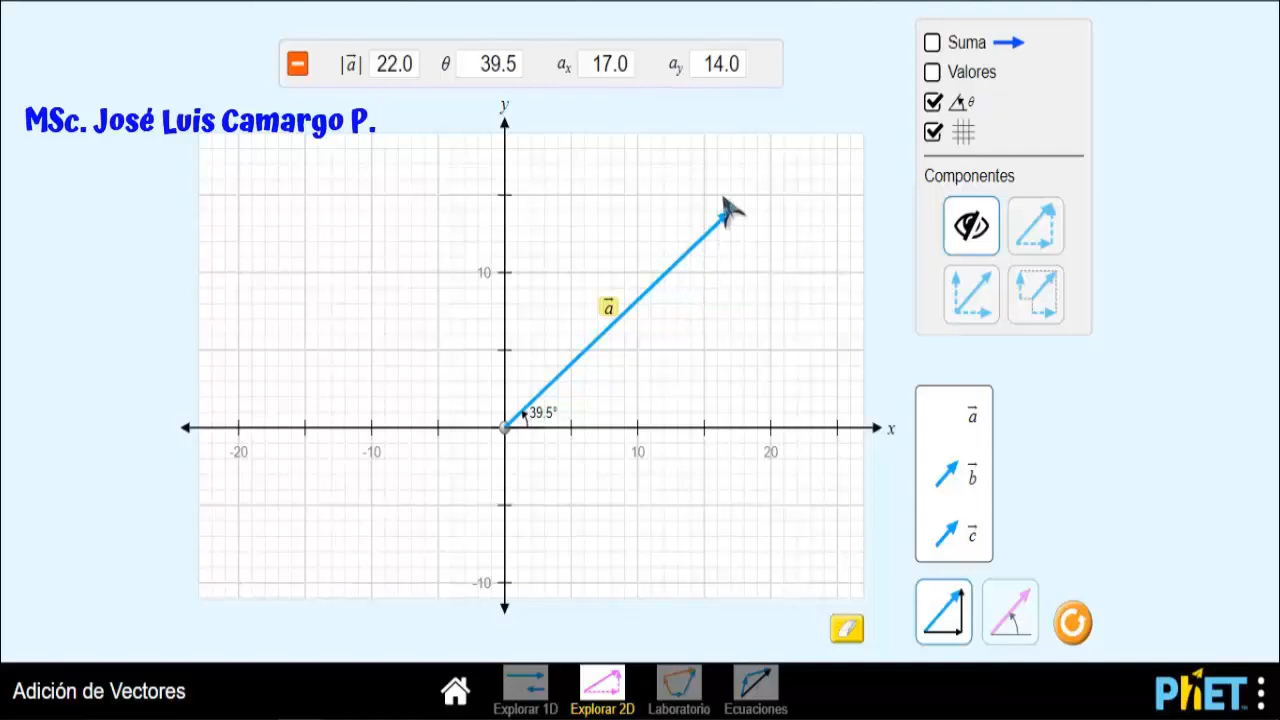 |a⃗| 22.0 θ 39.5 aₓ 17.0 a_y 14.0
MSc. José Luis Camargo P.
Suma
Valores
θ
Componentes
y
10
a⃗
39.5°
x
-20 -10 10 20
-10
a⃗
b⃗
c⃗
Adición de Vectores
Explorar 1D Explorar 2D Laboratorio Ecuaciones
PhET